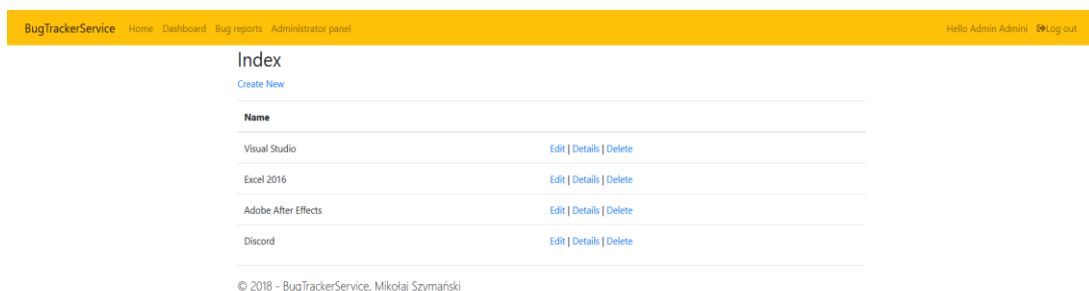 BugTrackerService Home Dashboard Bug reports Administrator panel Hello Admin Admini Log out
Index
Create New
Name
Visual Studio Edit | Details | Delete
Excel 2016 Edit | Details | Delete
Adobe After Effects Edit | Details | Delete
Discord Edit | Details | Delete
© 2018 - BugTrackerService, Mikołaj Szymański